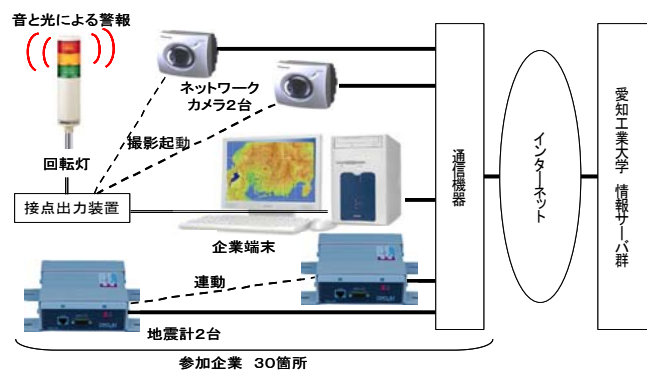 音と光による警報
ネットワーク
カメラ2台
撮影起動
回転灯
接点出力装置
企業端末
連動
地震計2台
通信機器
インターネット
愛知工業大学 情報サーバ群
参加企業 30箇所